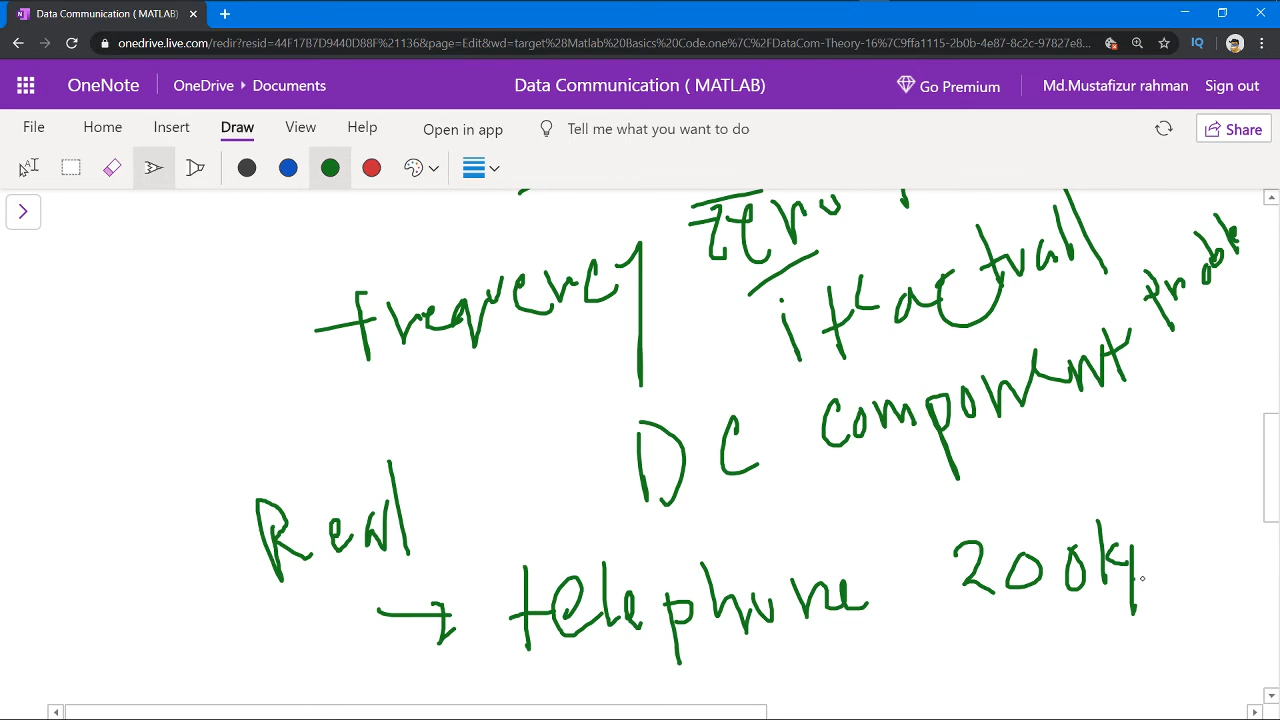 Data Communication ( MATLAB)
onedrive.live.com/redir?resid=44F17B7D9440D88F%21136&page=Edit&wd=target%28Matlab%20Basics%20Code.one%7C%2FDataCom-Theory-16%7C9ffa1115-2b0b-4e87-8c2c-97827e8...
OneNote OneDrive Documents Data Communication ( MATLAB) Go Premium Md.Mustafizur rahman Sign out
File Home Insert Draw View Help Open in app Tell me what you want to do Share
Zero
frequency
DC component
Real
telephone 200